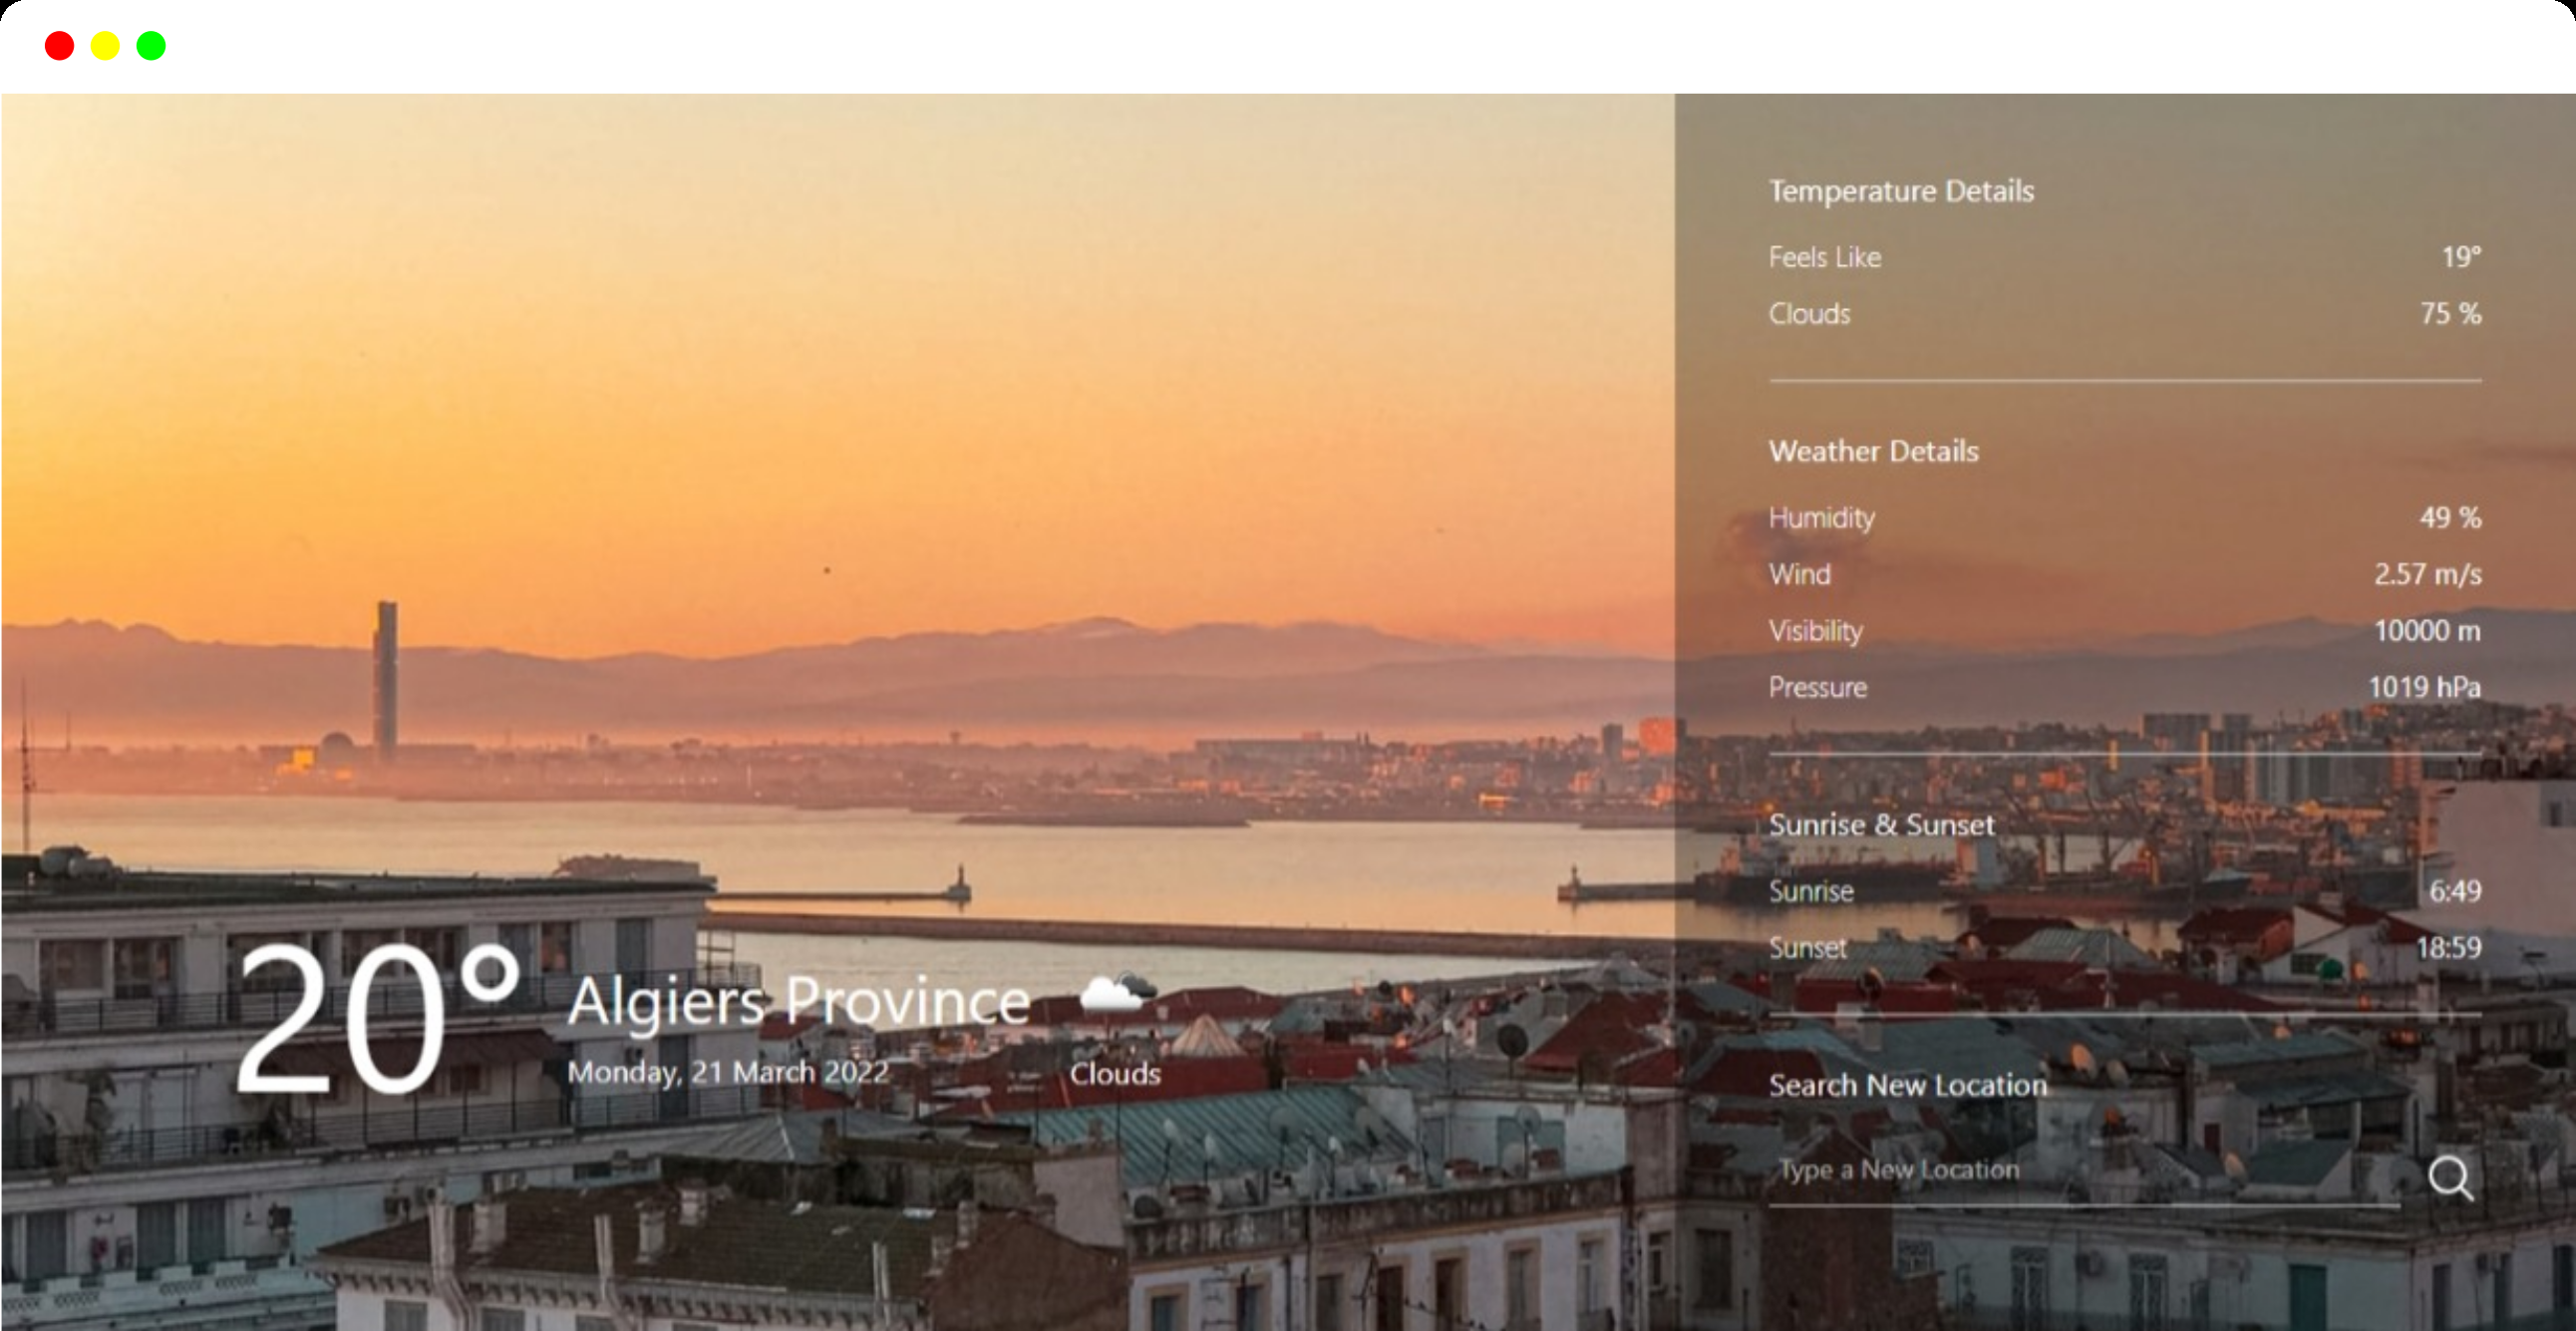 20°
Algiers Province
Monday, 21 March 2022
Clouds
Temperature Details
Feels Like 19°
Clouds 75 %
Weather Details
Humidity 49 %
Wind 2.57 m/s
Visibility 10000 m
Pressure 1019 hPa
Sunrise & Sunset
Sunrise 6:49
Sunset 18:59
Search New Location
Type a New Location